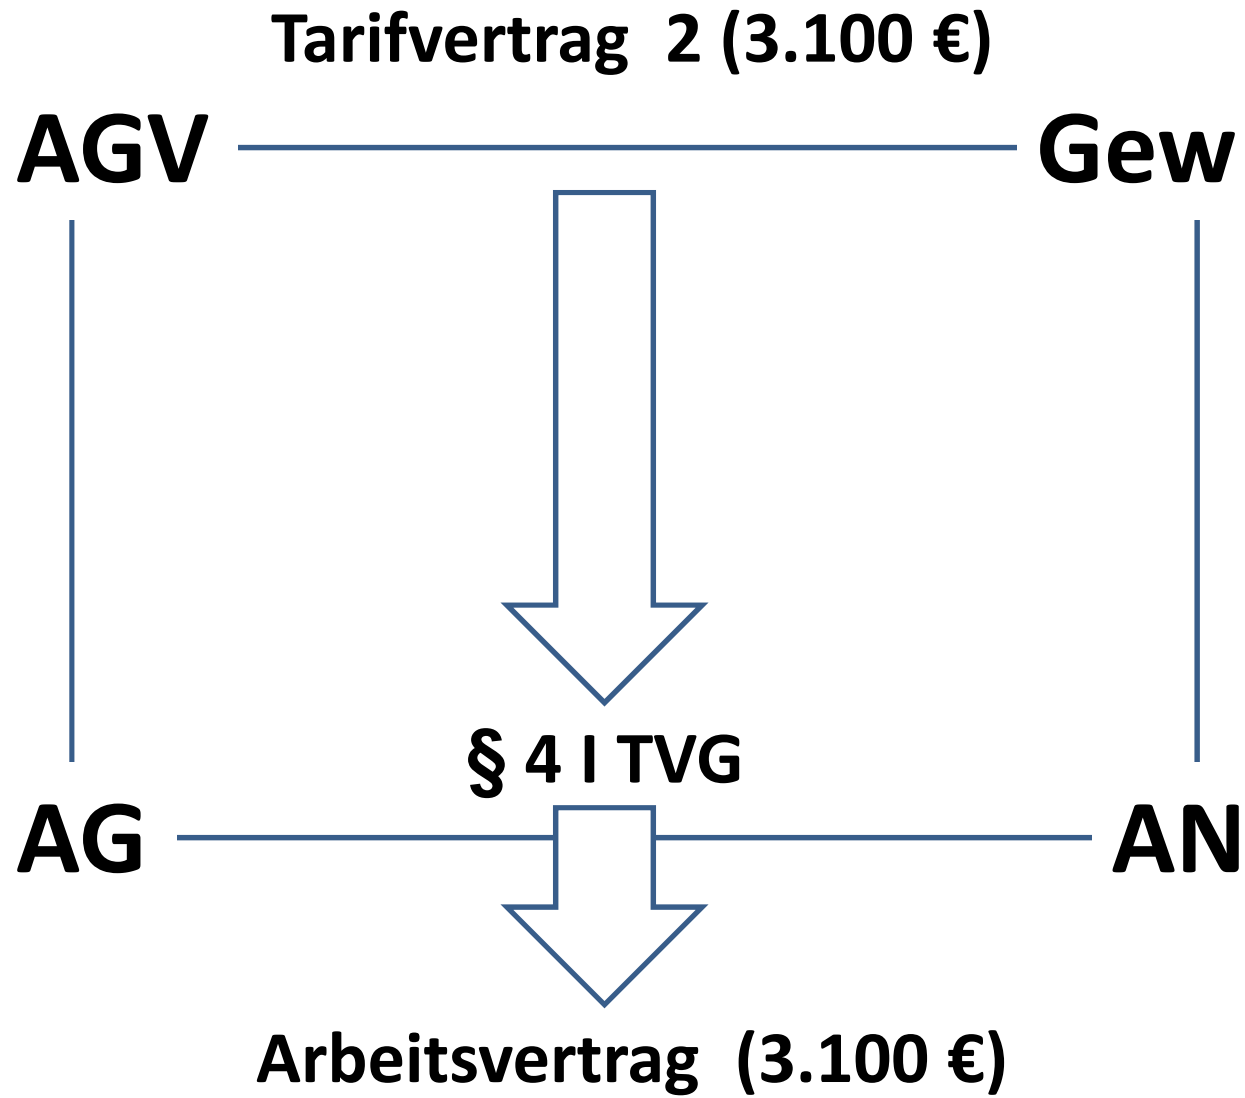 Tarifvertrag 2 (3.100 €)
AGV Gew
§ 4 I TVG
AG AN
Arbeitsvertrag (3.100 €)